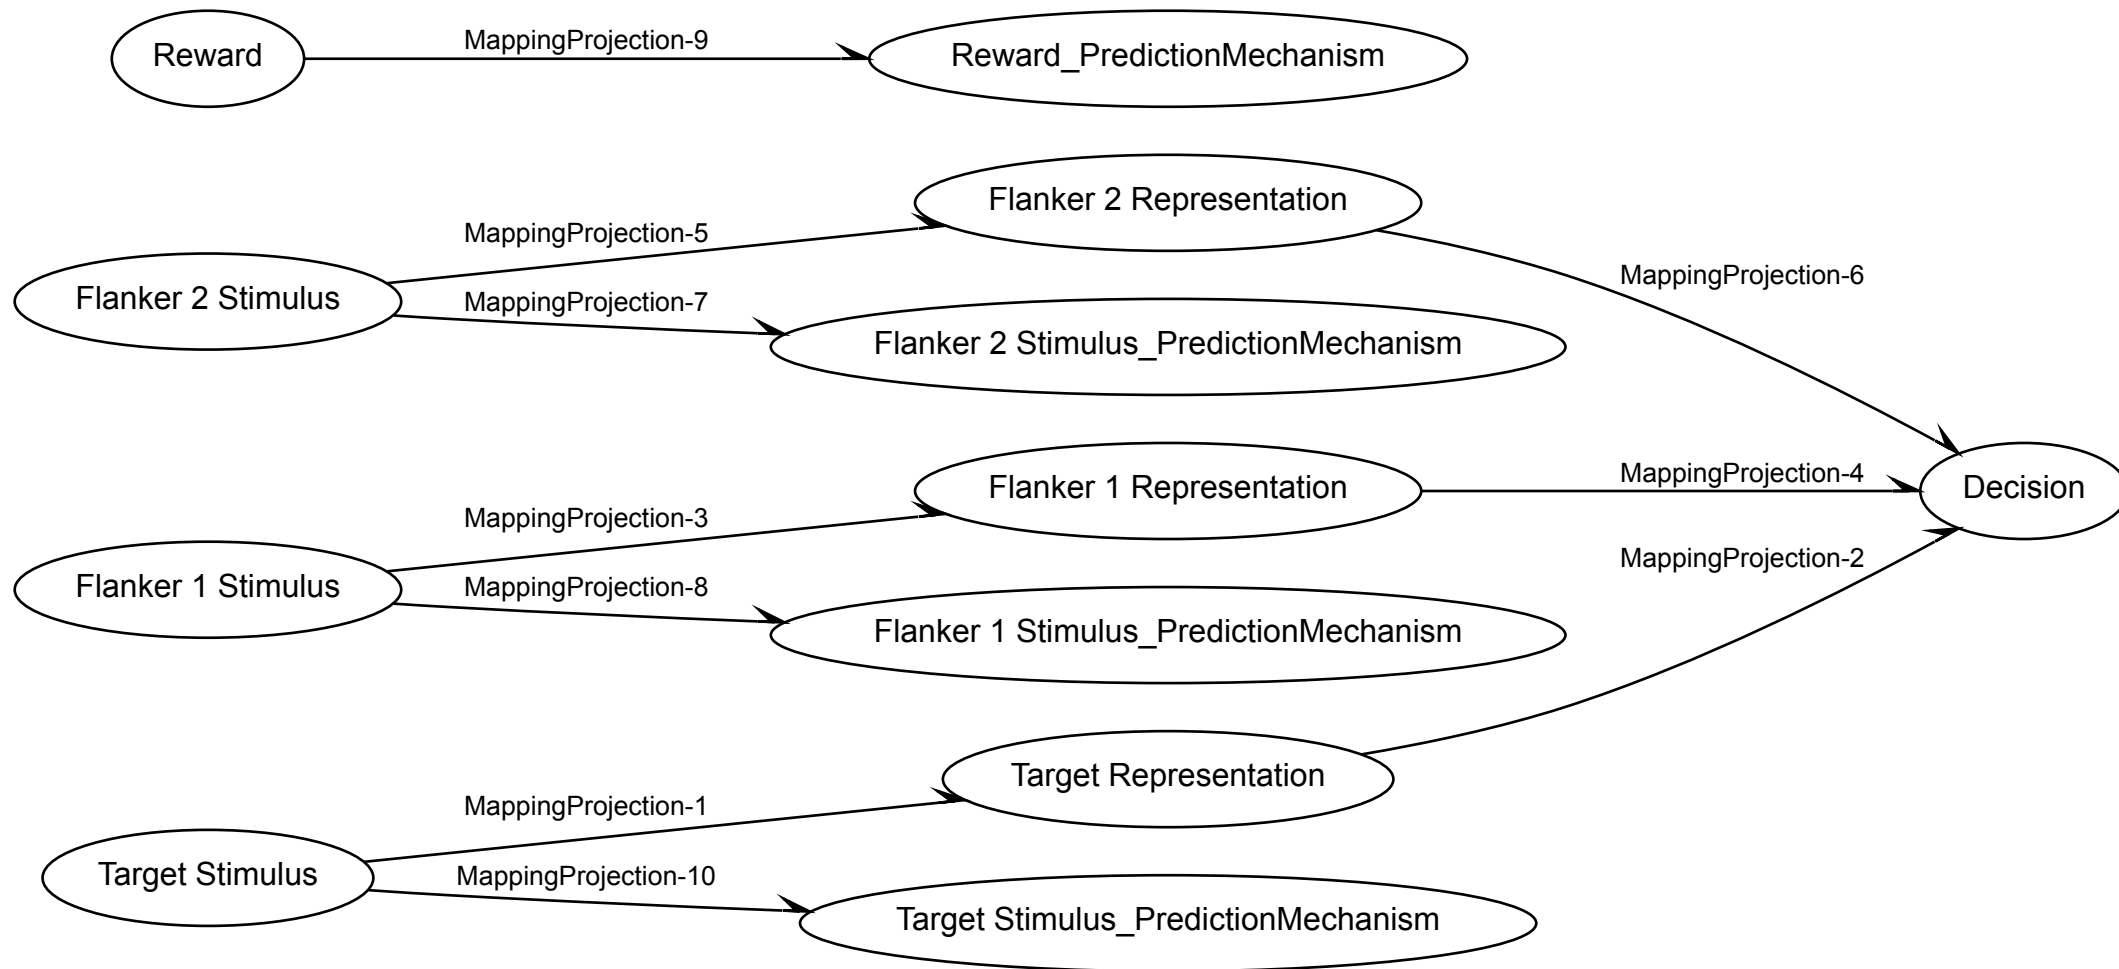 Reward
MappingProjection-9
Reward_PredictionMechanism
Flanker 2 Representation
MappingProjection-5
MappingProjection-6
Flanker 2 Stimulus
MappingProjection-7
Flanker 2 Stimulus_PredictionMechanism
Flanker 1 Representation
MappingProjection-4
Decision
MappingProjection-3
MappingProjection-2
Flanker 1 Stimulus
MappingProjection-8
Flanker 1 Stimulus_PredictionMechanism
Target Representation
MappingProjection-1
Target Stimulus
MappingProjection-10
Target Stimulus_PredictionMechanism